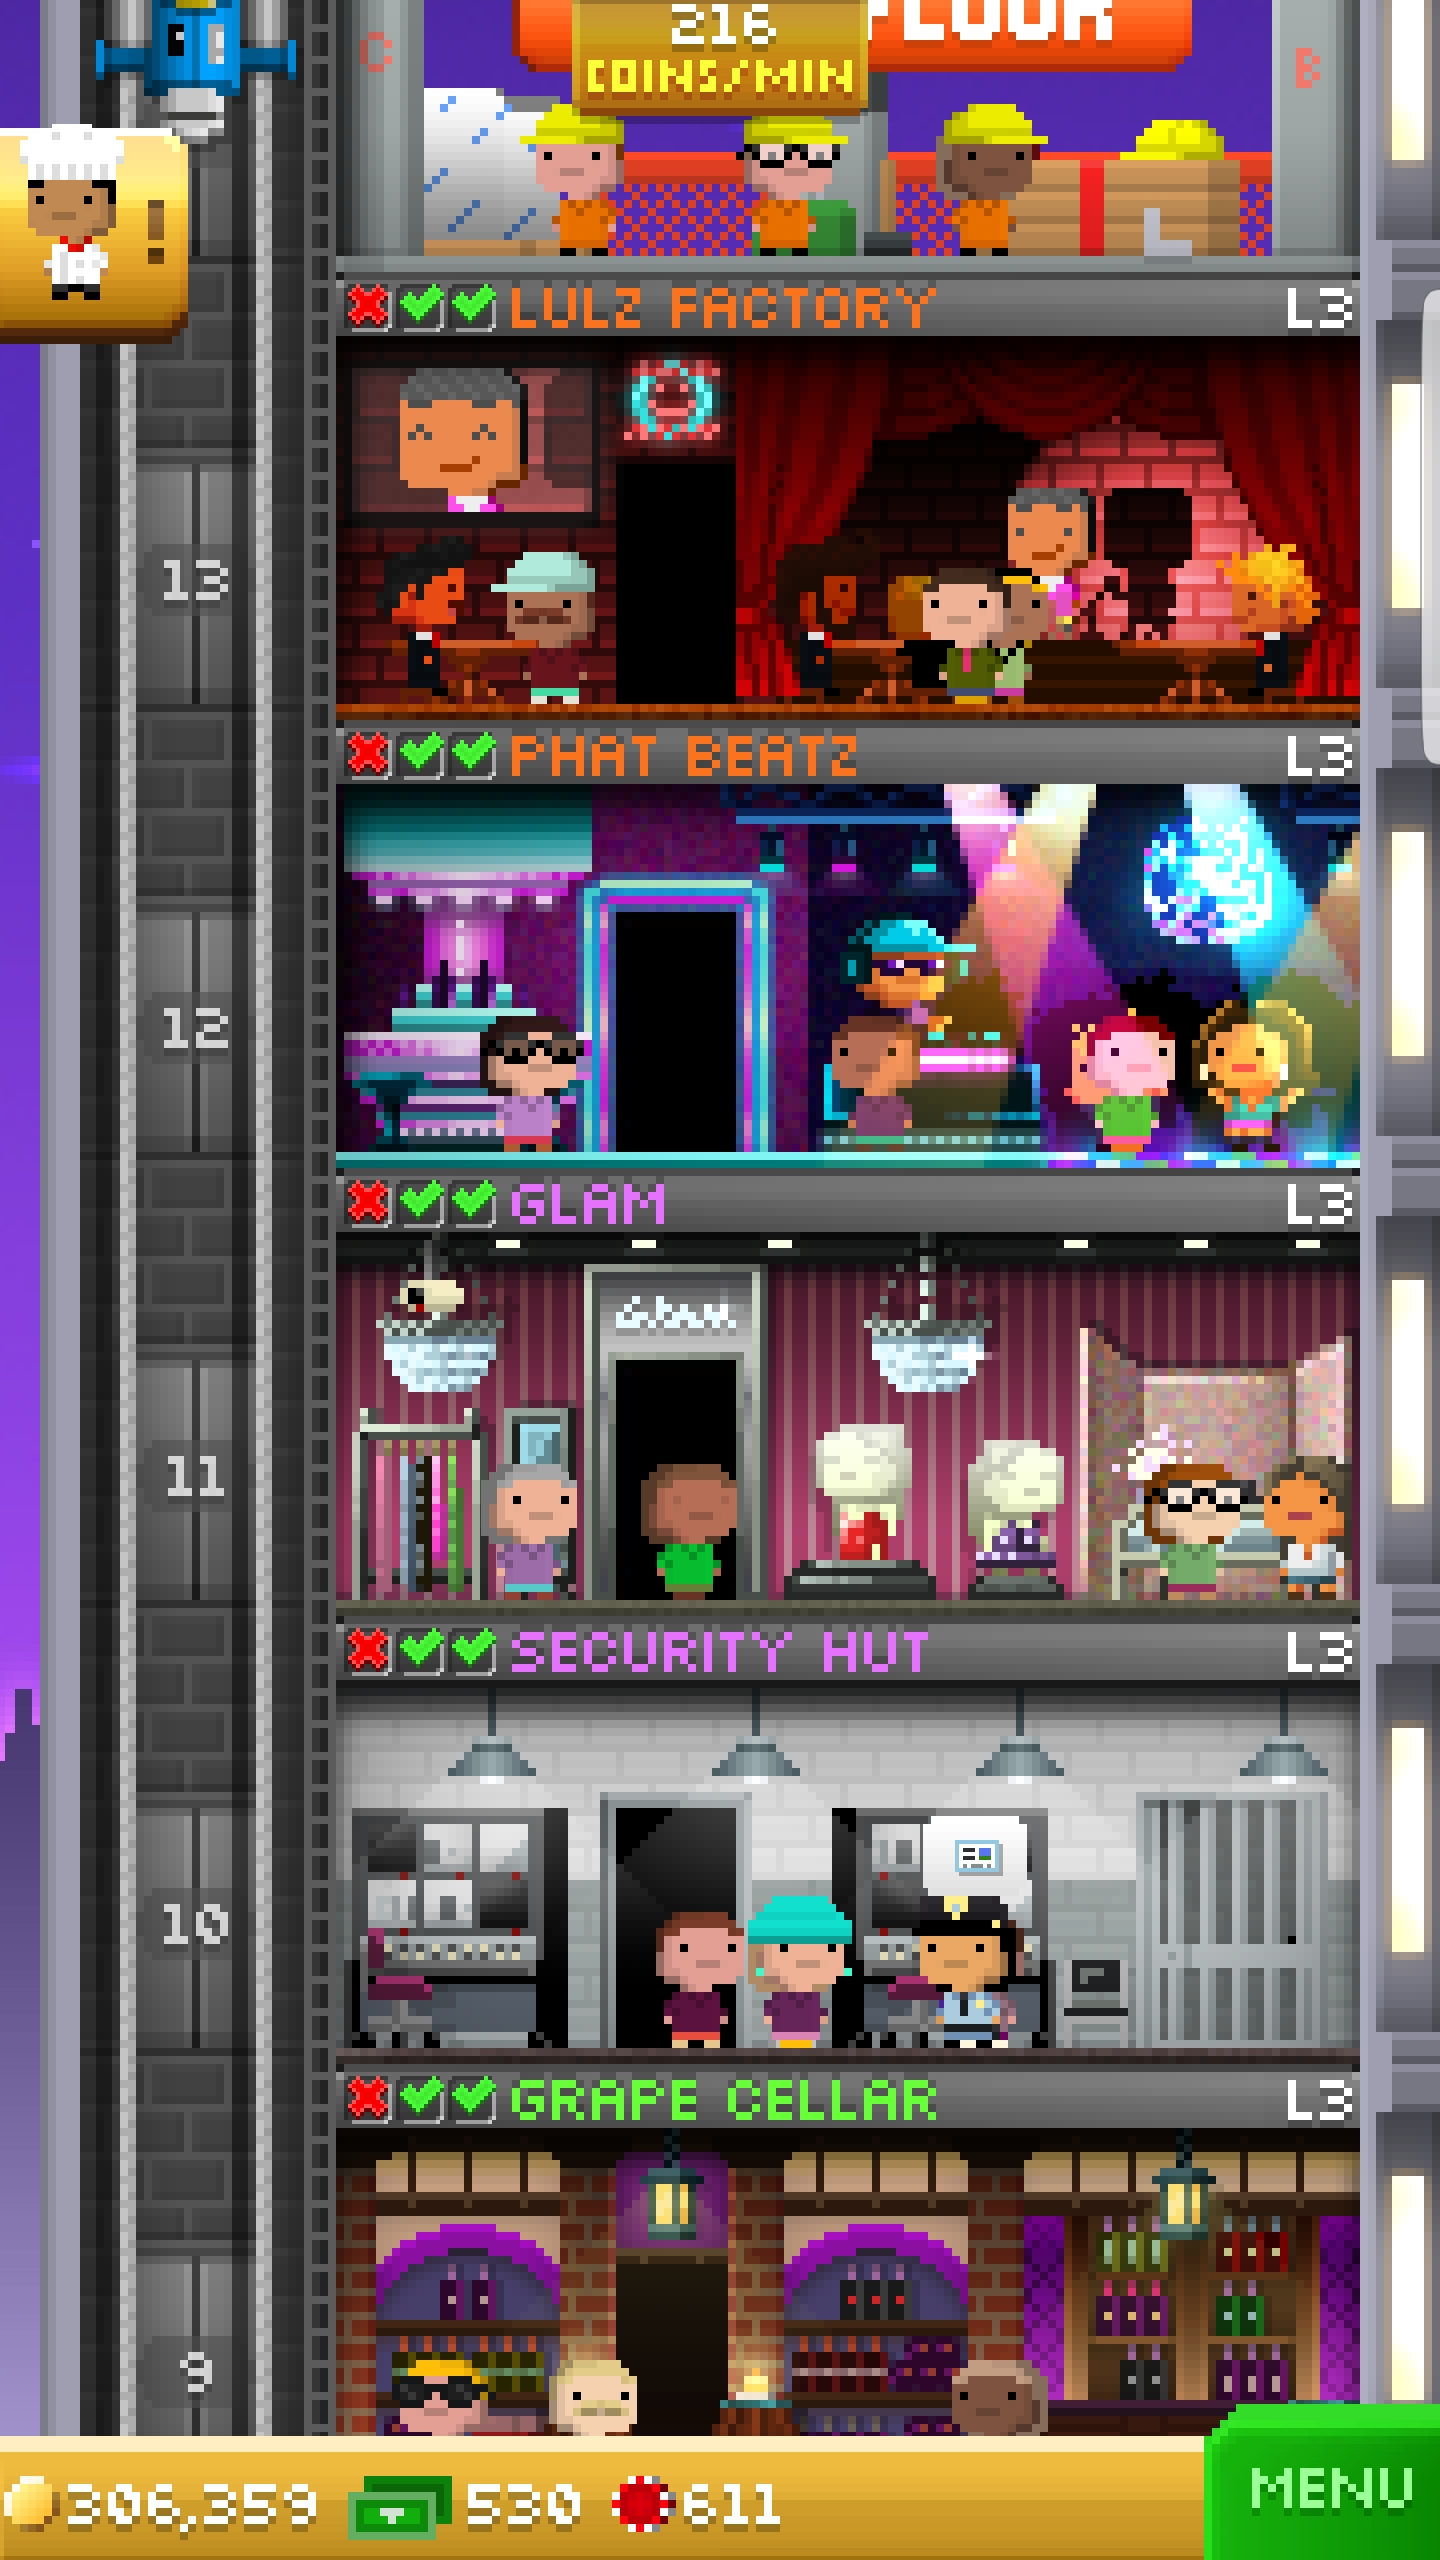 216
COINS/MIN
FLOOR
C
B
LULZ FACTORY L3
13
PHAT BEATZ L3
12
GLAM L3
Glam
11
SECURITY HUT L3
10
GRAPE CELLAR L3
9
306,359 530 611
MENU